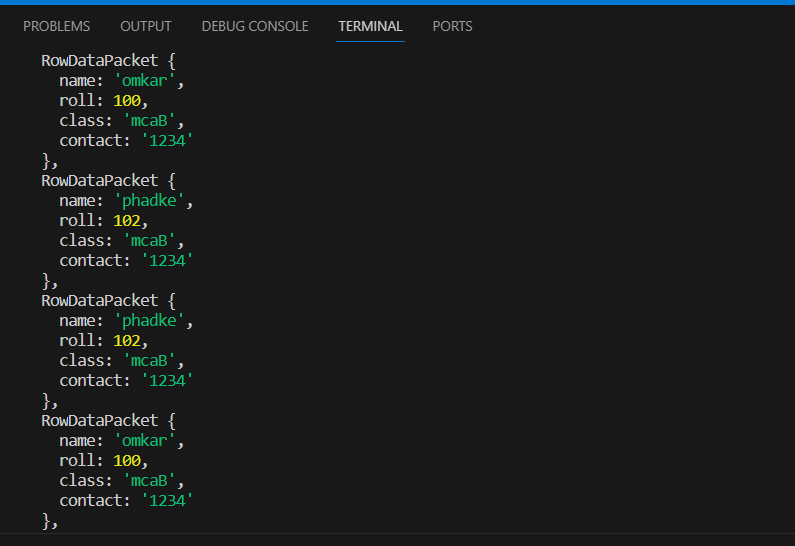 PROBLEMS OUTPUT DEBUG CONSOLE TERMINAL PORTS
RowDataPacket {
name: 'omkar',
roll: 100,
class: 'mcaB',
contact: '1234'
},
RowDataPacket {
name: 'phadke',
roll: 102,
class: 'mcaB',
contact: '1234'
},
RowDataPacket {
name: 'phadke',
roll: 102,
class: 'mcaB',
contact: '1234'
},
RowDataPacket {
name: 'omkar',
roll: 100,
class: 'mcaB',
contact: '1234'
},